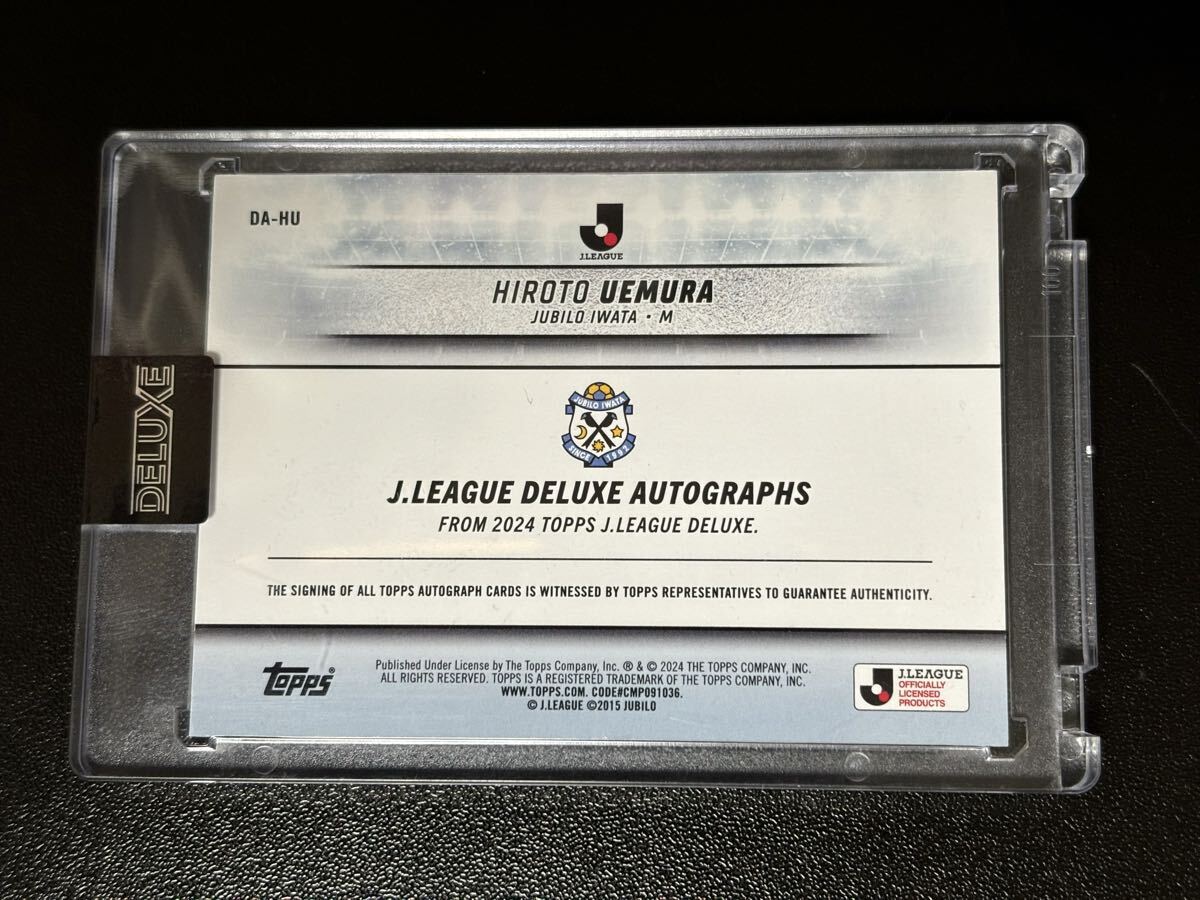 DA-HU
J.LEAGUE
HIROTO UEMURA
JUBILO IWATA • M
DELUXE
JUBILO IWATA
SINCE 1992
J.LEAGUE DELUXE AUTOGRAPHS
FROM 2024 TOPPS J.LEAGUE DELUXE.
THE SIGNING OF ALL TOPPS AUTOGRAPH CARDS IS WITNESSED BY TOPPS REPRESENTATIVES TO GUARANTEE AUTHENTICITY.
topps®
Published Under License by The Topps Company, Inc. ® & © 2024 THE TOPPS COMPANY, INC.
ALL RIGHTS RESERVED. TOPPS IS A REGISTERED TRADEMARK OF THE TOPPS COMPANY, INC.
WWW.TOPPS.COM. CODE#CMP091036.
© J.LEAGUE ©2015 JUBILO
J.LEAGUE
OFFICIALLY
LICENSED
PRODUCTS